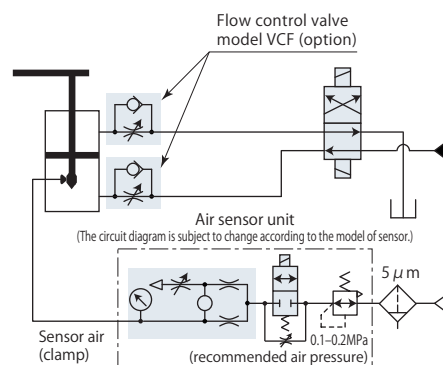 Flow control valve
model VCF (option)
Air sensor unit
(The circuit diagram is subject to change according to the model of sensor.)
5 μm
0.1–0.2MPa
Sensor air
(clamp)
(recommended air pressure)